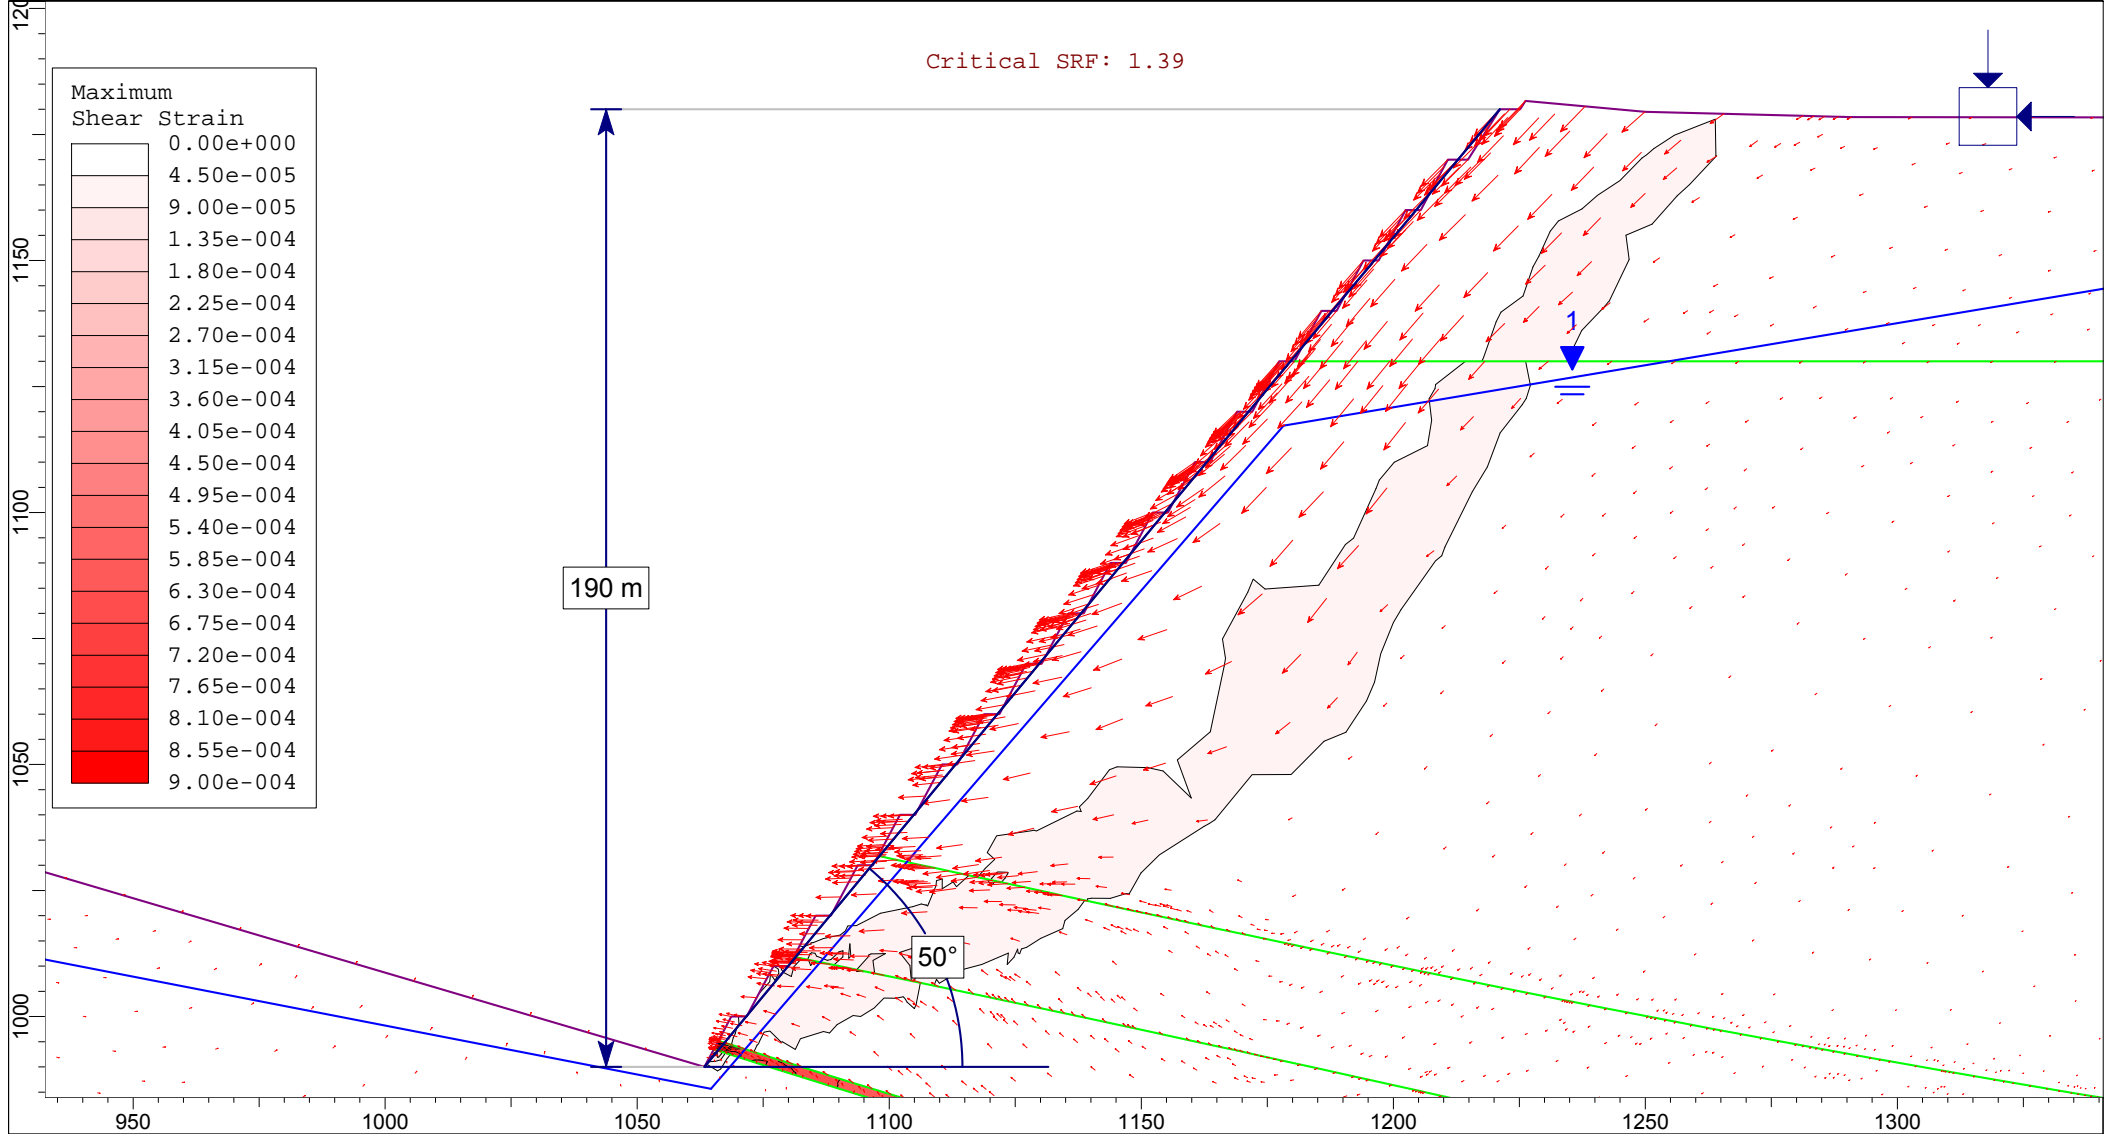 Critical SRF: 1.39
Maximum
Shear Strain
0.00e+000
4.50e-005
9.00e-005
1.35e-004
1.80e-004
2.25e-004
2.70e-004
3.15e-004
3.60e-004
4.05e-004
4.50e-004
4.95e-004
5.40e-004
5.85e-004
6.30e-004
6.75e-004
7.20e-004
7.65e-004
8.10e-004
8.55e-004
9.00e-004
1
190 m
50°
1150
1100
1050
1000
950
1000
1050
1100
1150
1200
1250
1300